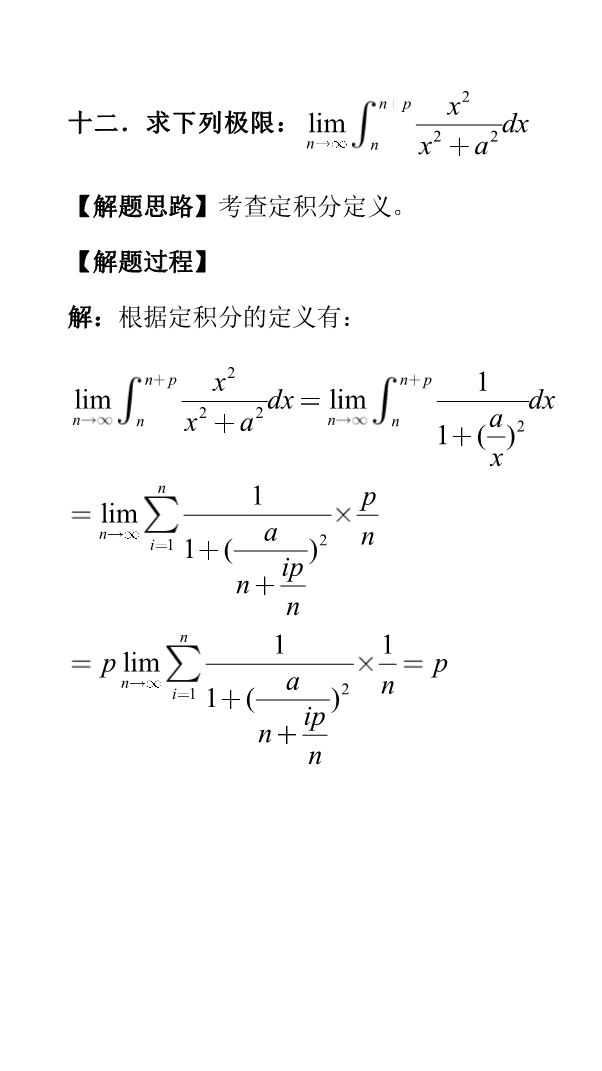 十二．求下列极限： \lim_{n\to\infty}\int_{n}^{n+p}\frac{x^2}{x^2+a^2}dx
【解题思路】考查定积分定义。
【解题过程】
解：根据定积分的定义有：
\lim_{n\to\infty}\int_{n}^{n+p}\frac{x^2}{x^2+a^2}dx=\lim_{n\to\infty}\int_{n}^{n+p}\frac{1}{1+(\frac{a}{x})^2}dx
=\lim_{n\to\infty}\sum_{i=1}^{n}\frac{1}{1+(\frac{a}{n+\frac{ip}{n}})^2}\times\frac{p}{n}
=p\lim_{n\to\infty}\sum_{i=1}^{n}\frac{1}{1+(\frac{a}{n+\frac{ip}{n}})^2}\times\frac{1}{n}=p